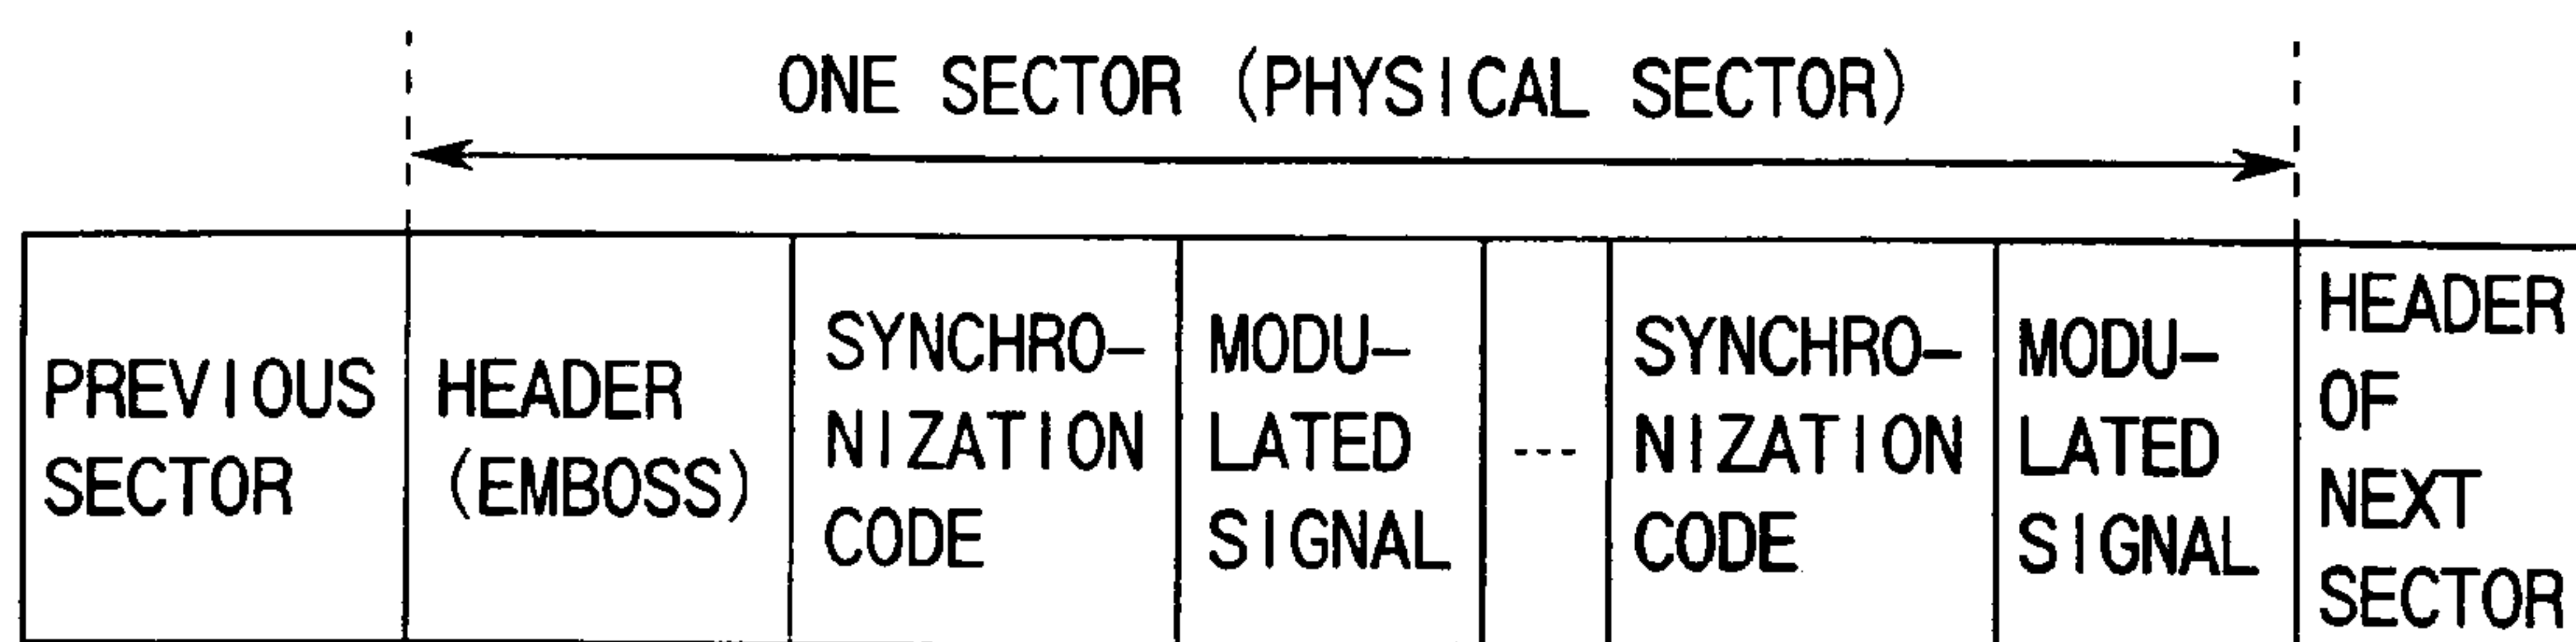 ONE SECTOR (PHYSICAL SECTOR)
PREVIOUS
SECTOR
HEADER
(EMBOSS)
SYNCHRO–
NIZATION
CODE
MODU–
LATED
SIGNAL
---
SYNCHRO–
NIZATION
CODE
MODU–
LATED
SIGNAL
HEADER
OF
NEXT
SECTOR